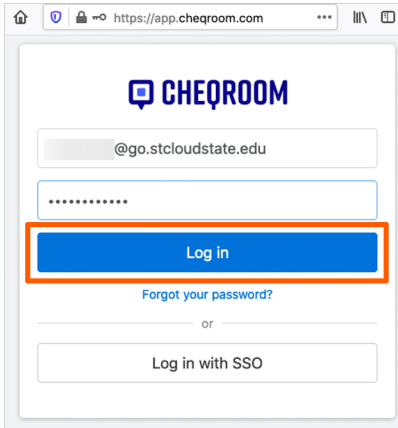 https://app.cheqroom.com
CHEQROOM
@go.stcloudstate.edu
••••••••••••
Log in
Forgot your password?
or
Log in with SSO